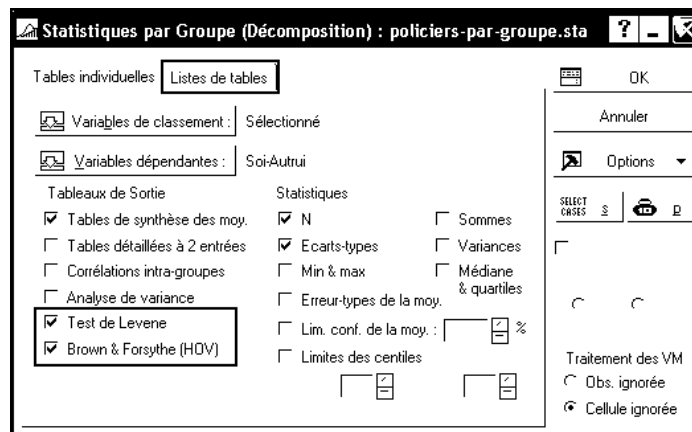 Statistiques par Groupe (Décomposition) : policiers-par-groupe.sta
Tables individuelles Listes de tables
Variables de classement : Sélectionné
Variables dépendantes : Soi-Autrui
Tableaux de Sortie
Tables de synthèse des moy.
Tables détaillées à 2 entrées
Corrélations intra-groupes
Analyse de variance
Test de Levene
Brown & Forsythe (HOV)
Statistiques
N
Ecarts-types
Min & max
Erreur-types de la moy.
Lim. conf. de la moy. : %
Limites des centiles
Sommes
Variances
Médiane
& quartiles
OK
Annuler
Options
SELECT
CASES S D
Traitement des VM
Obs. ignorée
Cellule ignorée